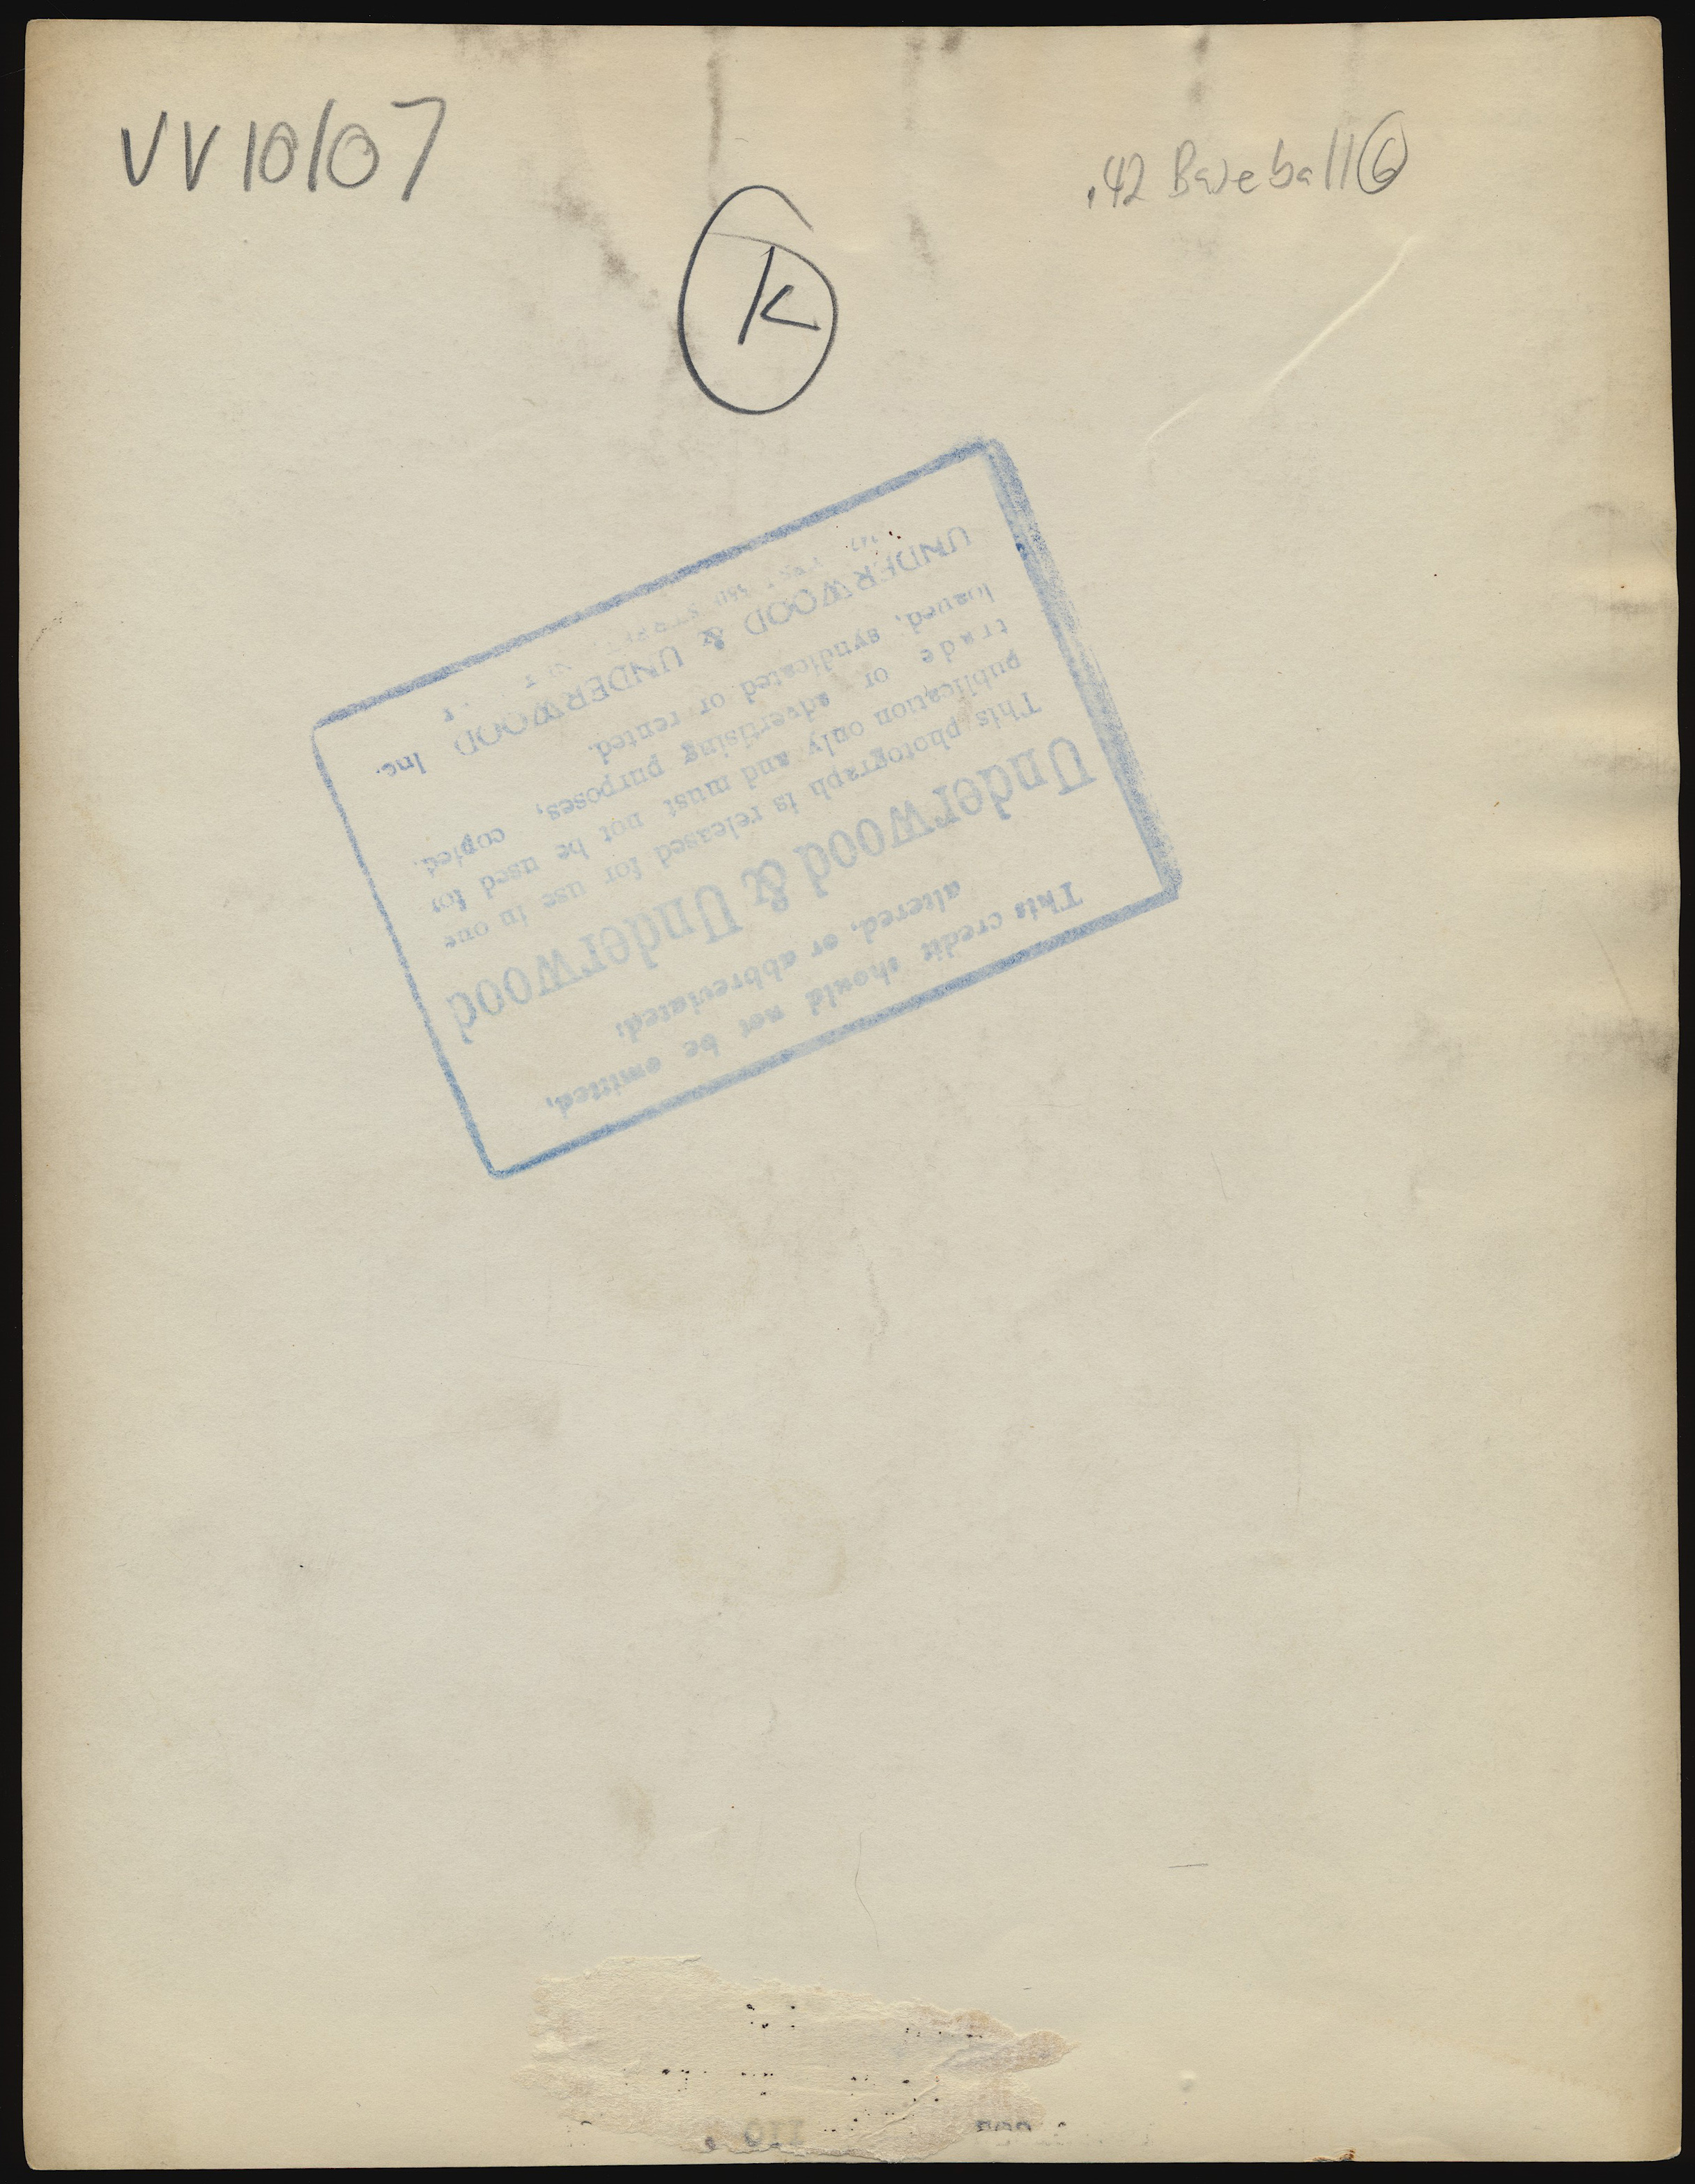 VV10107
.42 Baseball 6
K
This credit should not be omitted,
altered, or abbreviated:
Underwood & Underwood
This photograph is released for use in one
publication only and must not be used for
trade or advertising purposes, copied,
loaned, syndicated or rented.
UNDERWOOD & UNDERWOOD Inc.